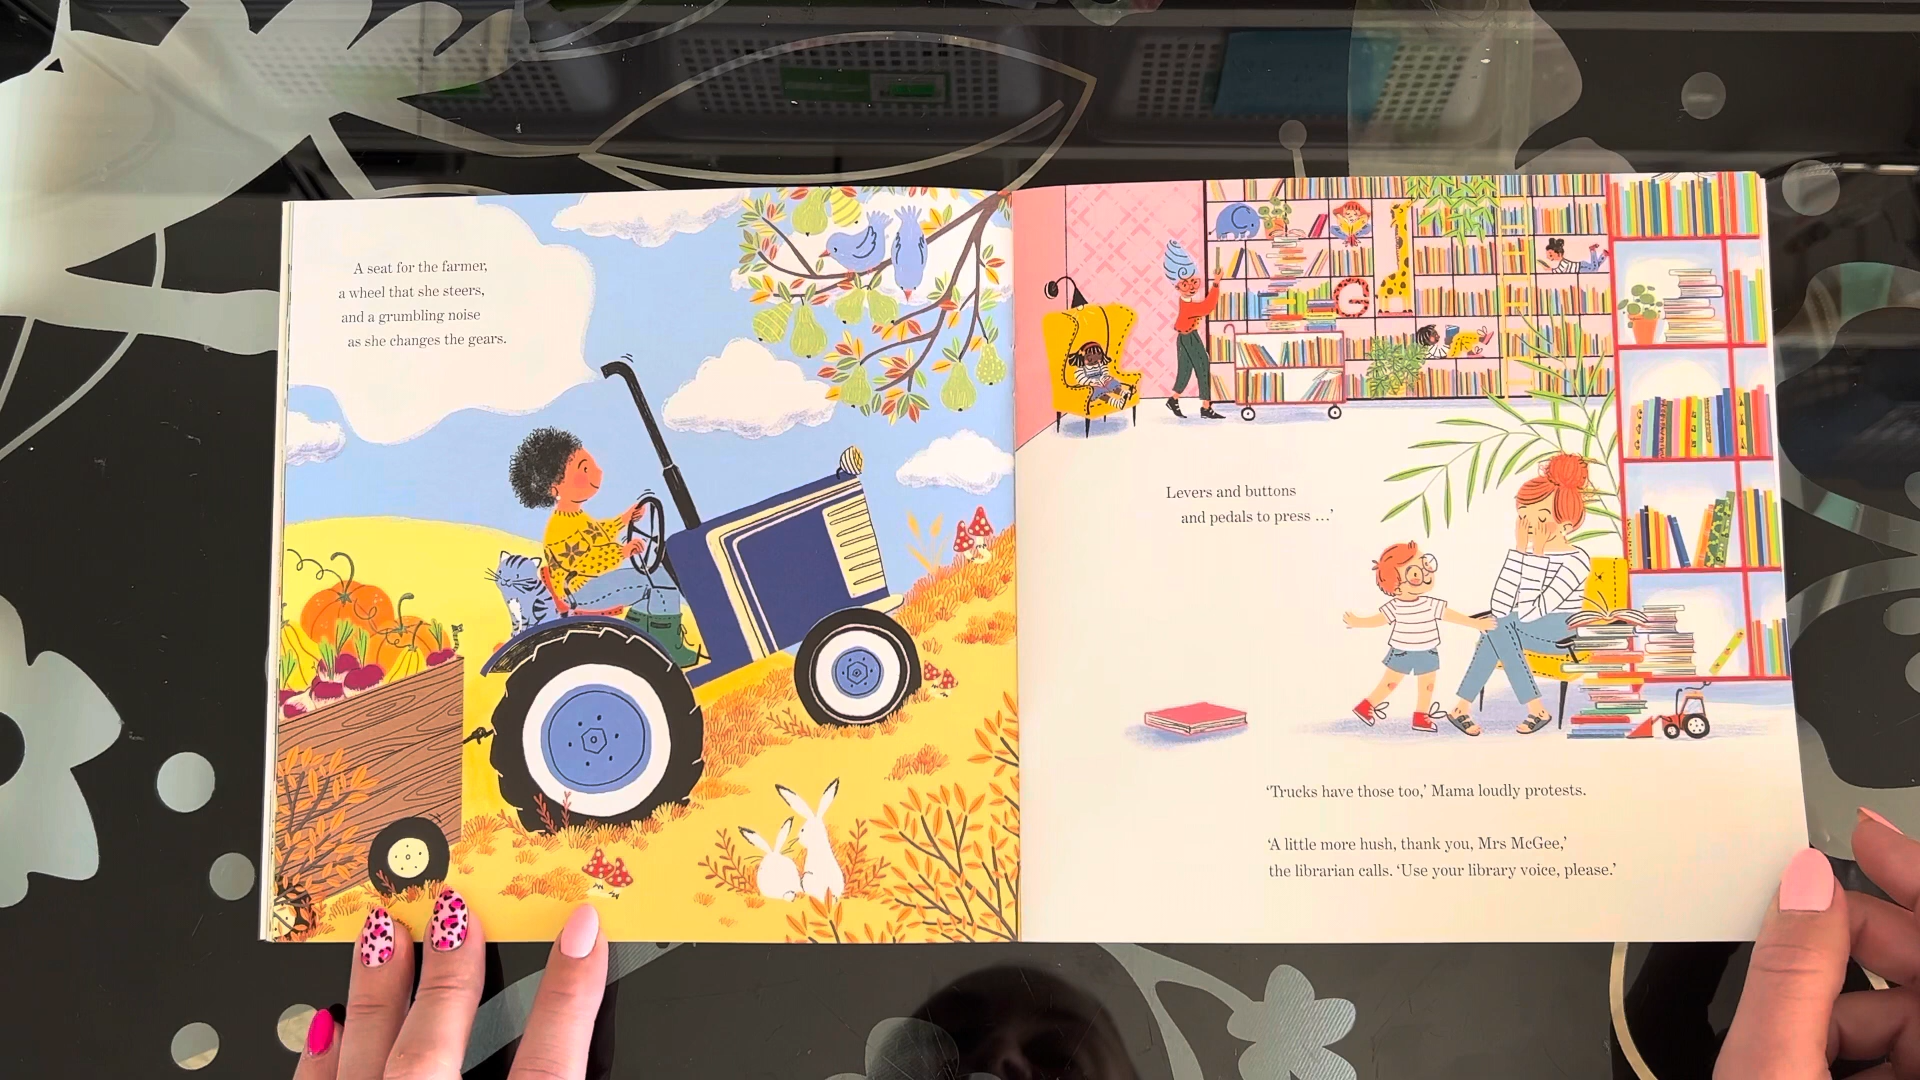 A seat for the farmer,
a wheel that she steers,
and a grumbling noise
as she changes the gears.
Levers and buttons
and pedals to press …’
‘Trucks have those too,’ Mama loudly protests.
‘A little more hush, thank you, Mrs McGee,’
the librarian calls. ‘Use your library voice, please.’